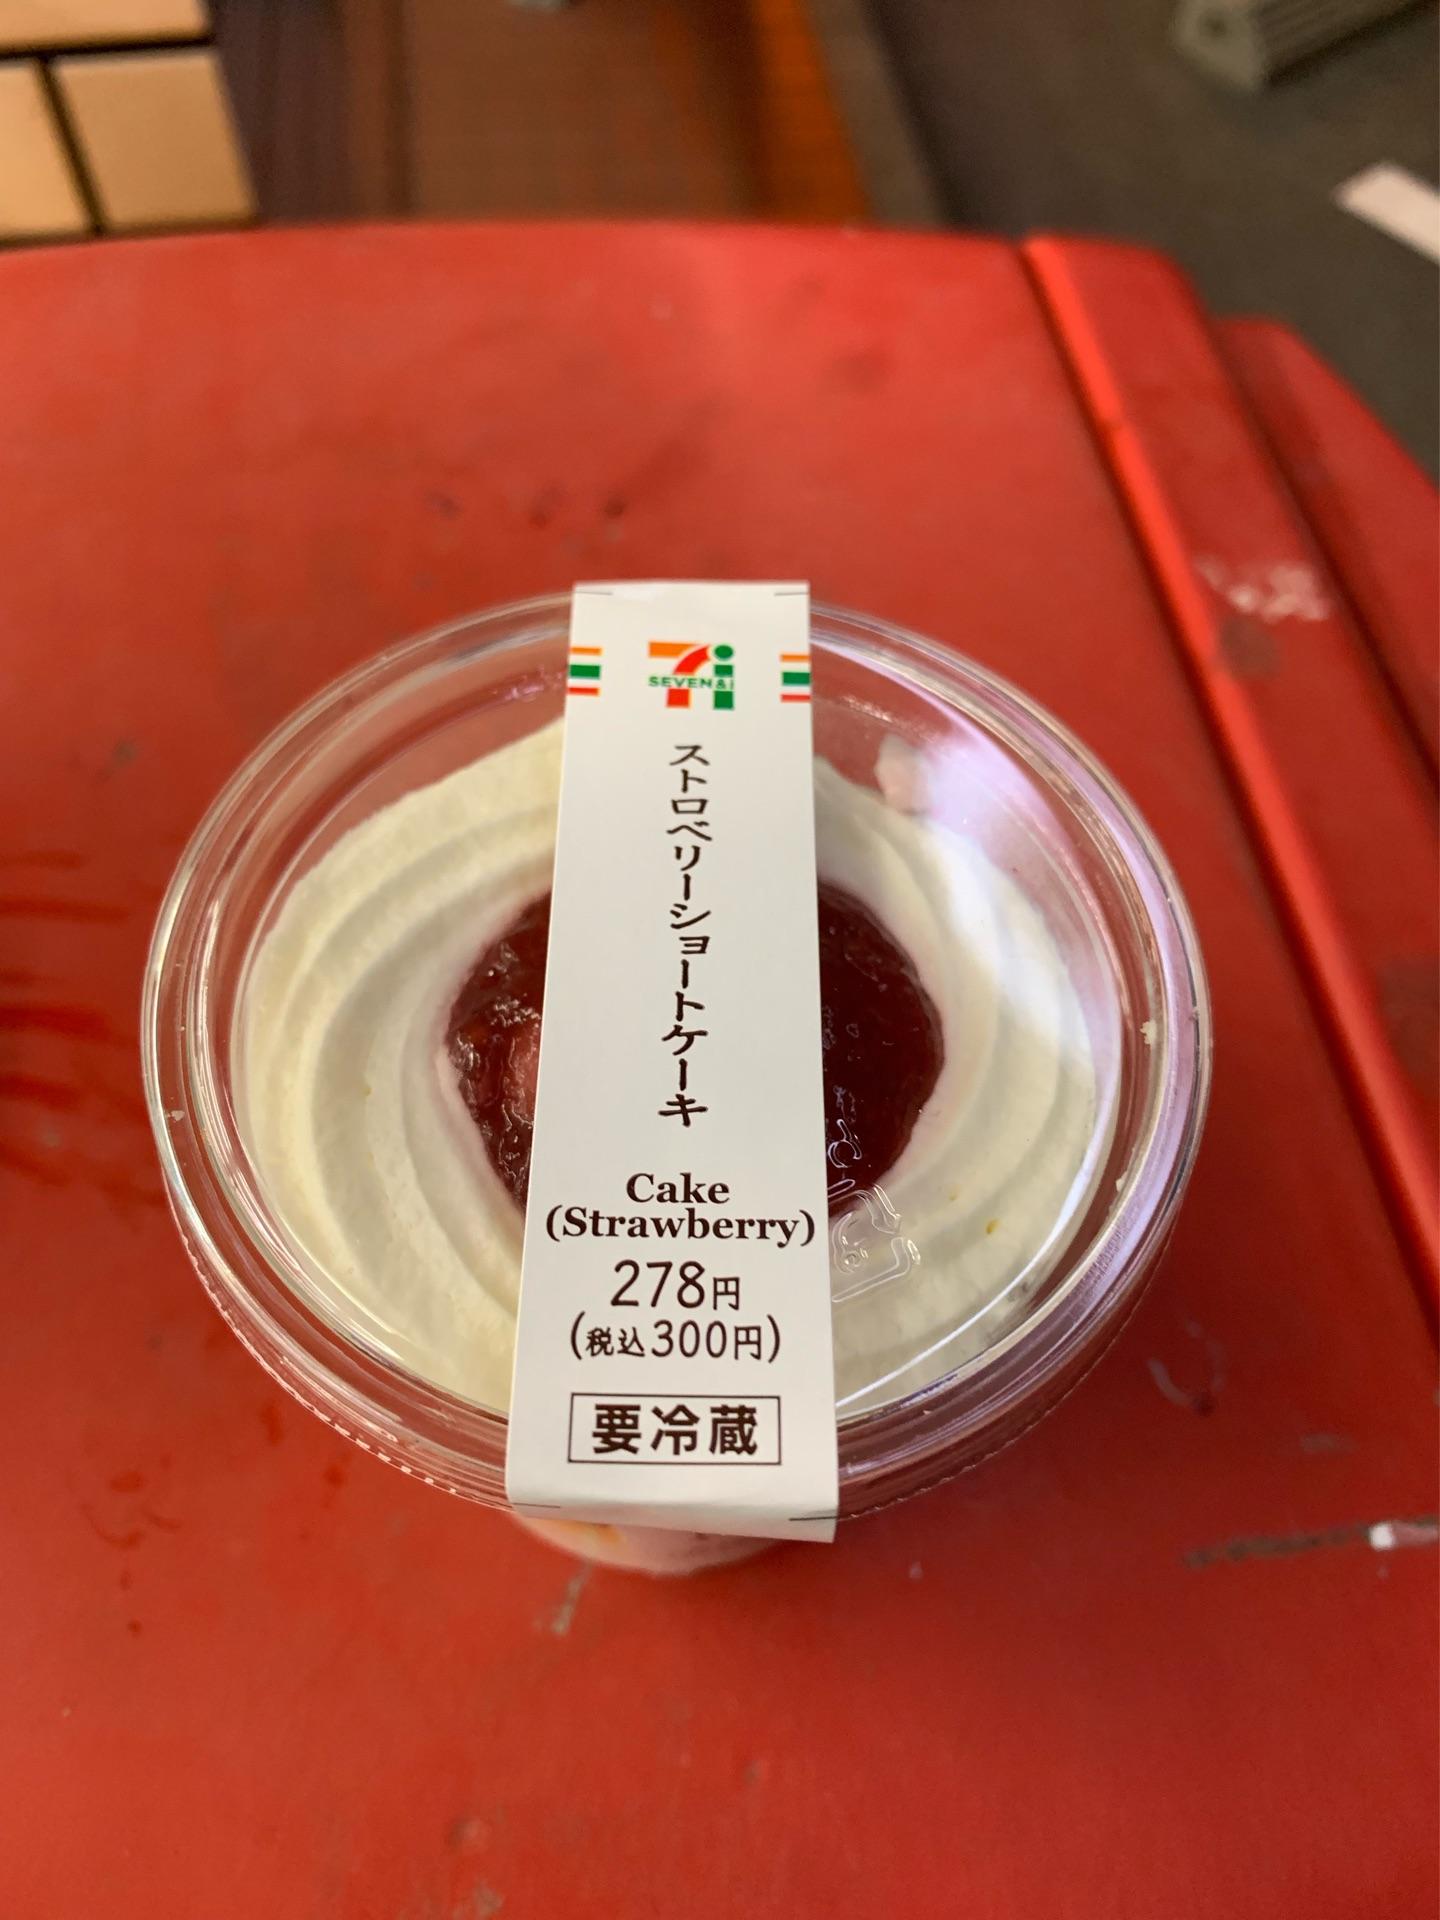 7i
SEVEN&i
ストロベリーショートケーキ
Cake
(Strawberry)
278円
(税込300円)
要冷蔵